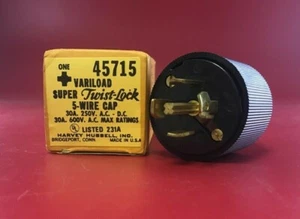 ONE
45715
VARILOAD
SUPER Twist-Lock
5-WIRE CAP
30A. 250V. A.C. - D.C.
30A. 600V. A.C. MAX RATINGS
UL LISTED 231A
HARVEY HUBBELL, INC.
BRIDGEPORT, CONN. MADE IN U.S.A.